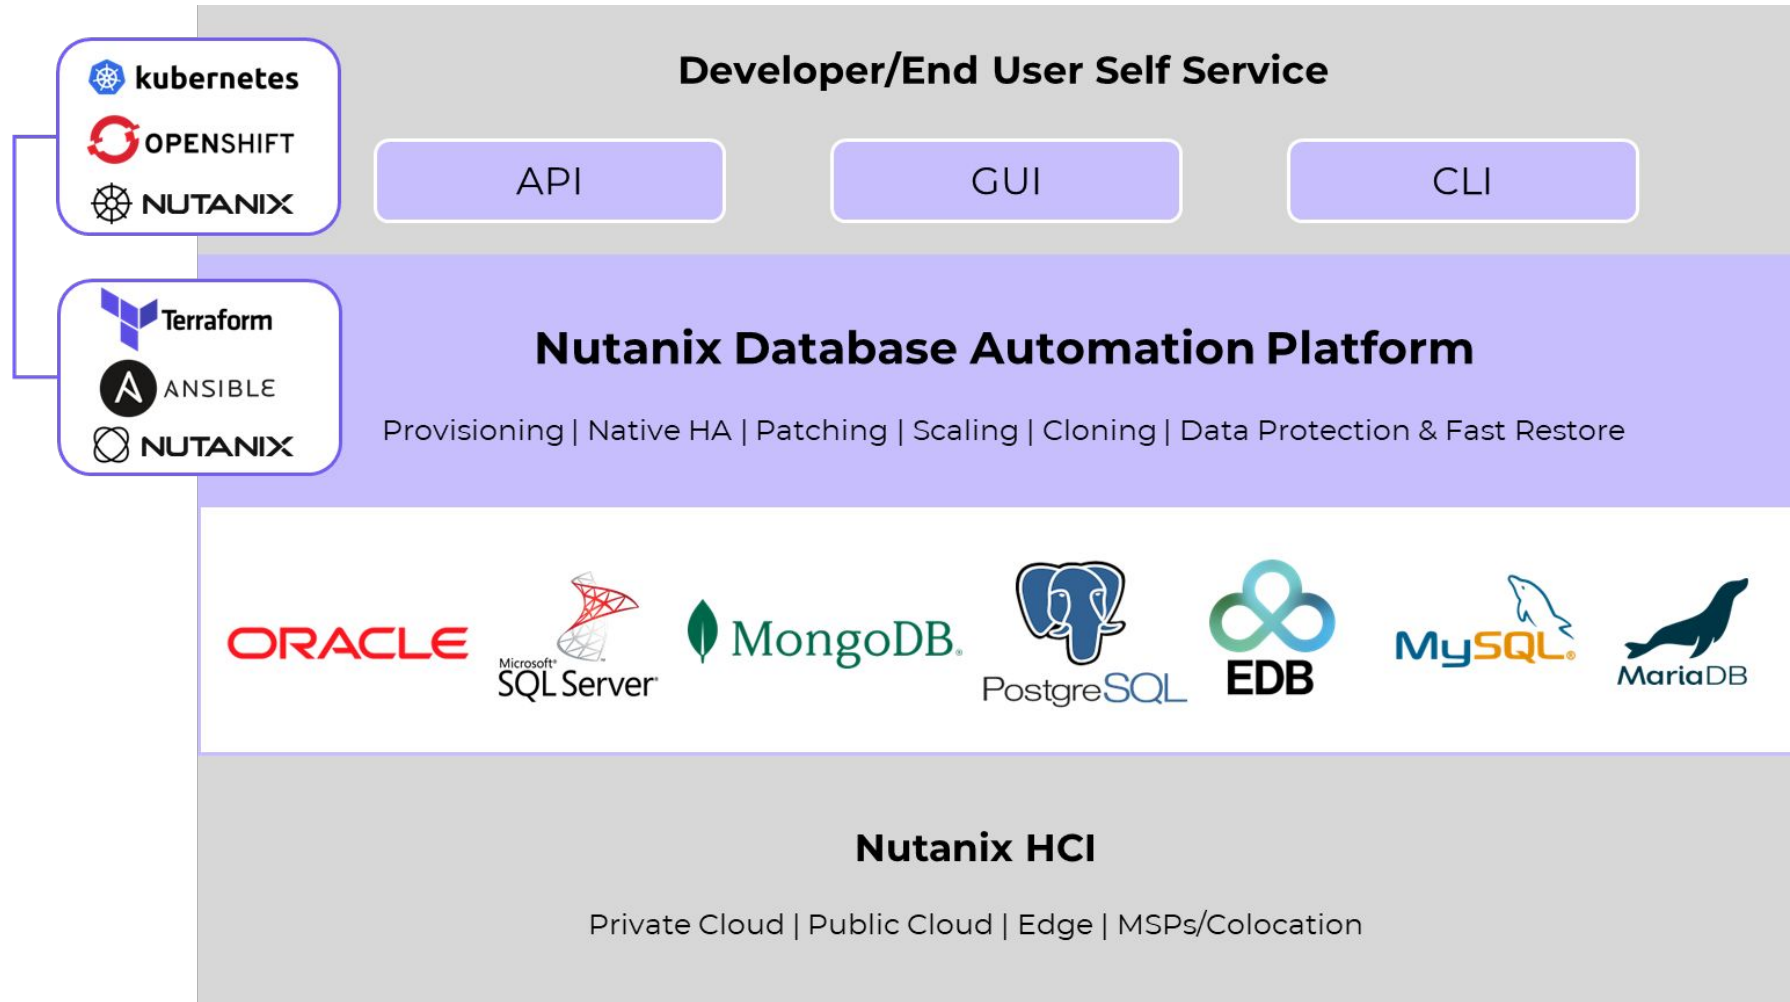 kubernetes
OPENSHIFT
NUTANIX
Developer/End User Self Service
API
GUI
CLI
Terraform
ANSIBLE
NUTANIX
Nutanix Database Automation Platform
Provisioning | Native HA | Patching | Scaling | Cloning | Data Protection & Fast Restore
ORACLE
Microsoft®
SQL Server®
MongoDB®
PostgreSQL
EDB
MySQL®
MariaDB
Nutanix HCI
Private Cloud | Public Cloud | Edge | MSPs/Colocation